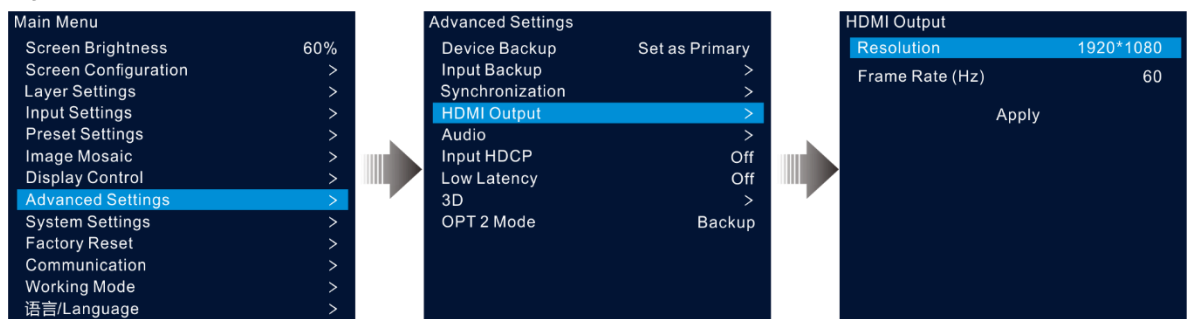 Main Menu
Screen Brightness 60%
Screen Configuration >
Layer Settings >
Input Settings >
Preset Settings >
Image Mosaic >
Display Control >
Advanced Settings >
System Settings >
Factory Reset >
Communication >
Working Mode >
语言/Language >
Advanced Settings
Device Backup Set as Primary
Input Backup >
Synchronization >
HDMI Output >
Audio >
Input HDCP Off
Low Latency Off
3D >
OPT 2 Mode Backup
HDMI Output
Resolution 1920*1080
Frame Rate (Hz) 60
Apply